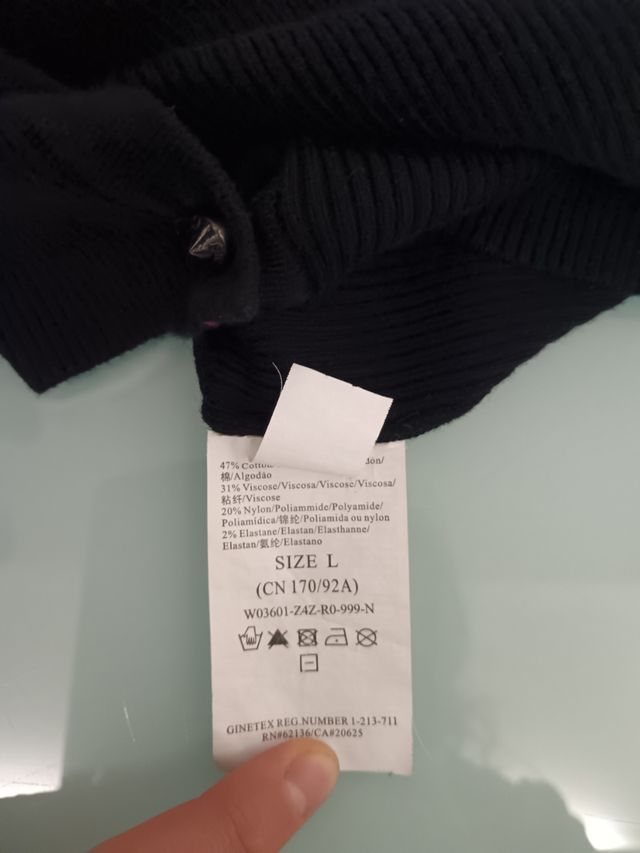 47% Cotton
棉/Algodão
31% Viscose/Viscosa/Viscose/Viscosa/
粘纤/Viscose
20% Nylon/Poliammide/Polyamide/
Poliamídica/锦纶/Poliamida ou nylon
2% Elastane/Elastan/Elasthanne/
Elastan/氨纶/Elastano
SIZE L
(CN 170/92A)
W03601-Z4Z-R0-999-N
GINETEX REG.NUMBER 1-213-711
RN#62136/CA#20625